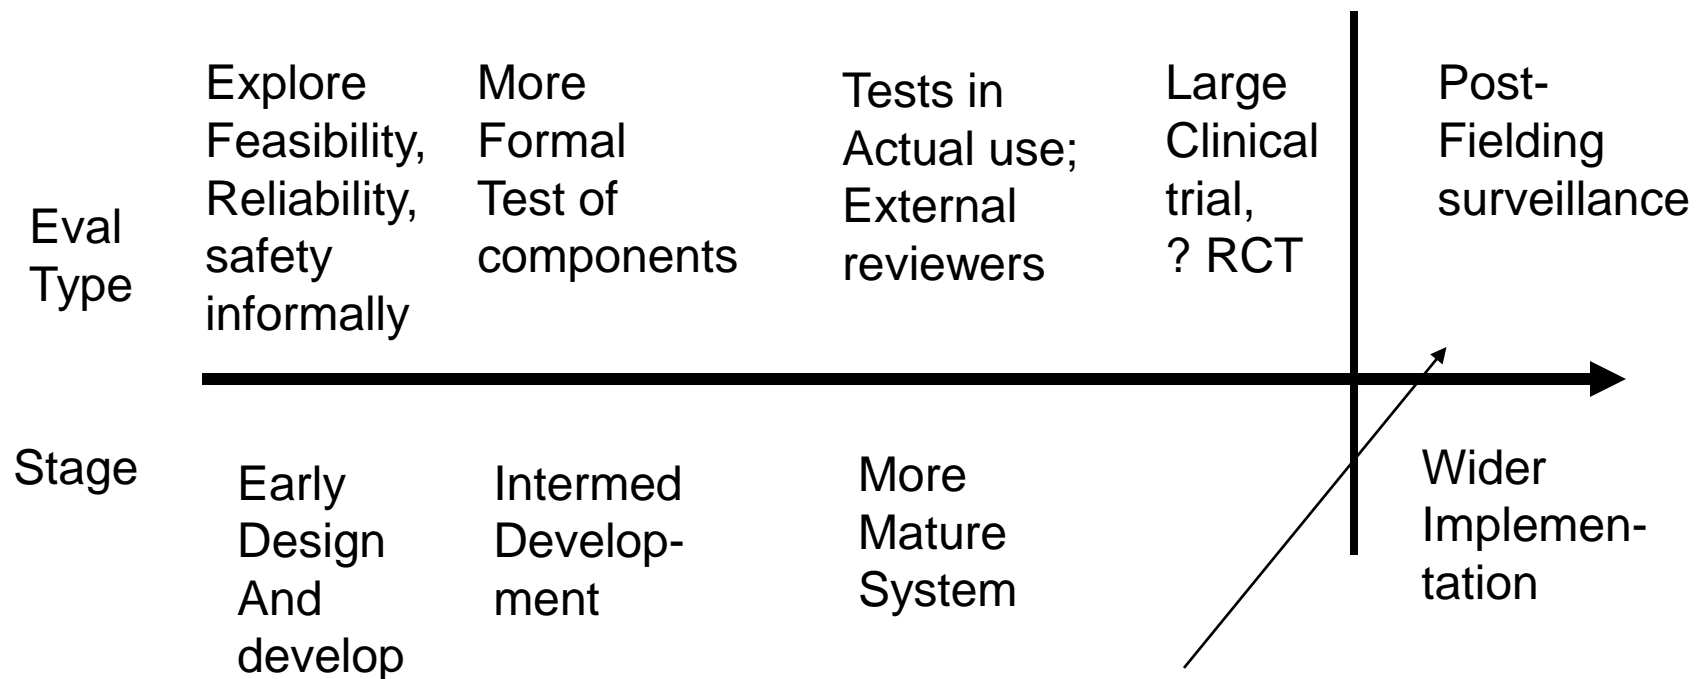 Eval
Type
Explore
Feasibility,
Reliability,
safety
informally
More
Formal
Test of
components
Tests in
Actual use;
External
reviewers
Large
Clinical
trial,
? RCT
Post-
Fielding
surveillance
Stage
Early
Design
And
develop
Intermed
Develop-
ment
More
Mature
System
Wider
Implemen-
tation